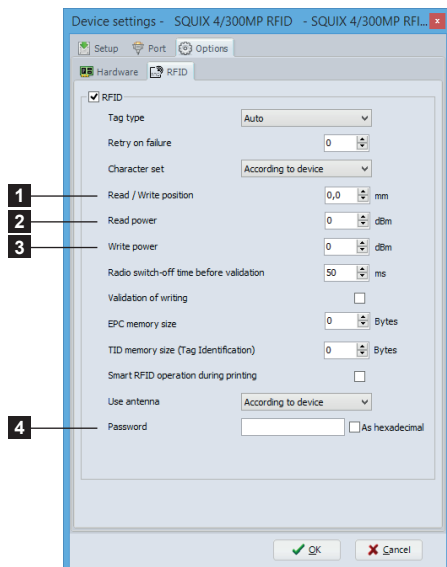 Device settings - SQUIX 4/300MP RFID - SQUIX 4/300MP RFI...
Setup Port Options
Hardware RFID
RFID
Tag type Auto
Retry on failure 0
Character set According to device
1 Read / Write position 0,0 mm
2 Read power 0 dBm
3 Write power 0 dBm
Radio switch-off time before validation 50 ms
Validation of writing
EPC memory size 0 Bytes
TID memory size (Tag Identification) 0 Bytes
Smart RFID operation during printing
Use antenna According to device
4 Password As hexadecimal
OK Cancel